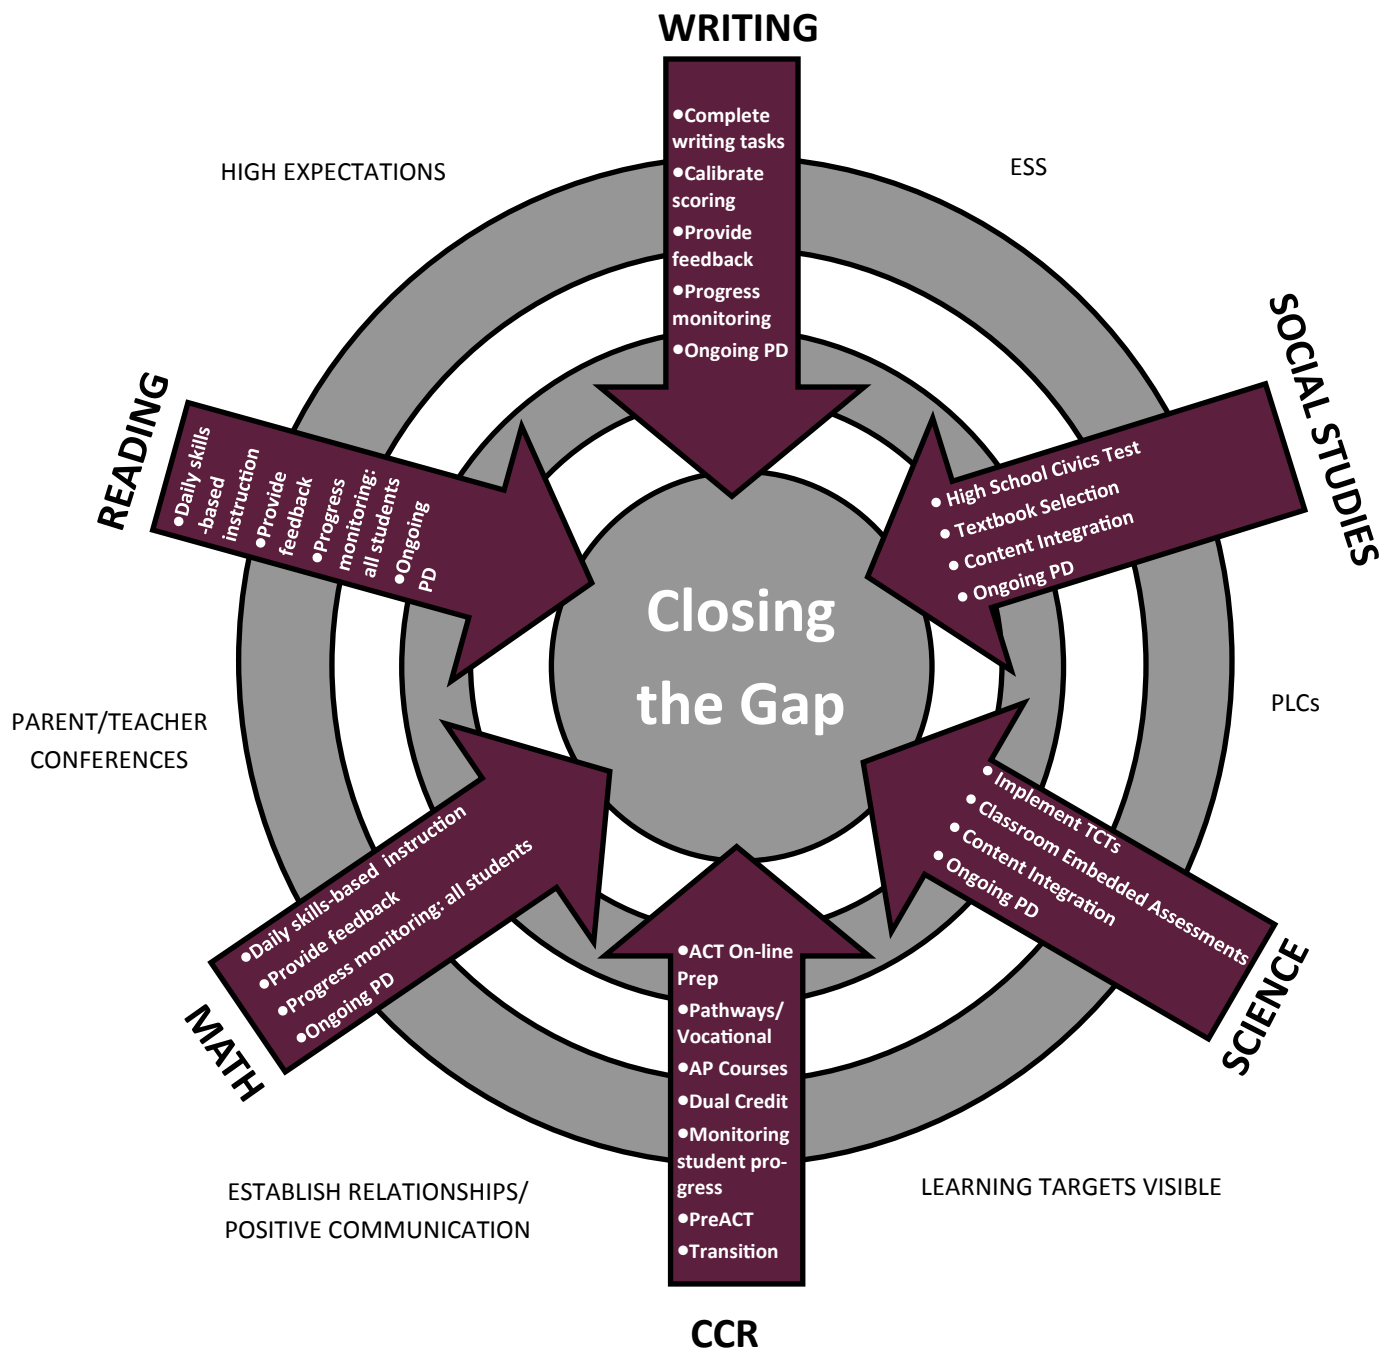 WRITING
•Complete
writing tasks
•Calibrate
scoring
•Provide
feedback
•Progress
monitoring
•Ongoing PD
HIGH EXPECTATIONS
ESS
READING
•Daily skills
-based
instruction
•Provide
feedback
•Progress
monitoring:
all students
•Ongoing
PD
SOCIAL STUDIES
• High School Civics Test
• Textbook Selection
• Content Integration
• Ongoing PD
Closing
the Gap
PARENT/TEACHER
CONFERENCES
PLCs
MATH
•Daily skills-based instruction
•Provide feedback
•Progress monitoring: all students
•Ongoing PD
SCIENCE
• Implement TCTs
• Classroom Embedded Assessments
• Content Integration
• Ongoing PD
•ACT On-line
Prep
•Pathways/
Vocational
•AP Courses
•Dual Credit
•Monitoring
student pro-
gress
•PreACT
•Transition
CCR
ESTABLISH RELATIONSHIPS/
POSITIVE COMMUNICATION
LEARNING TARGETS VISIBLE